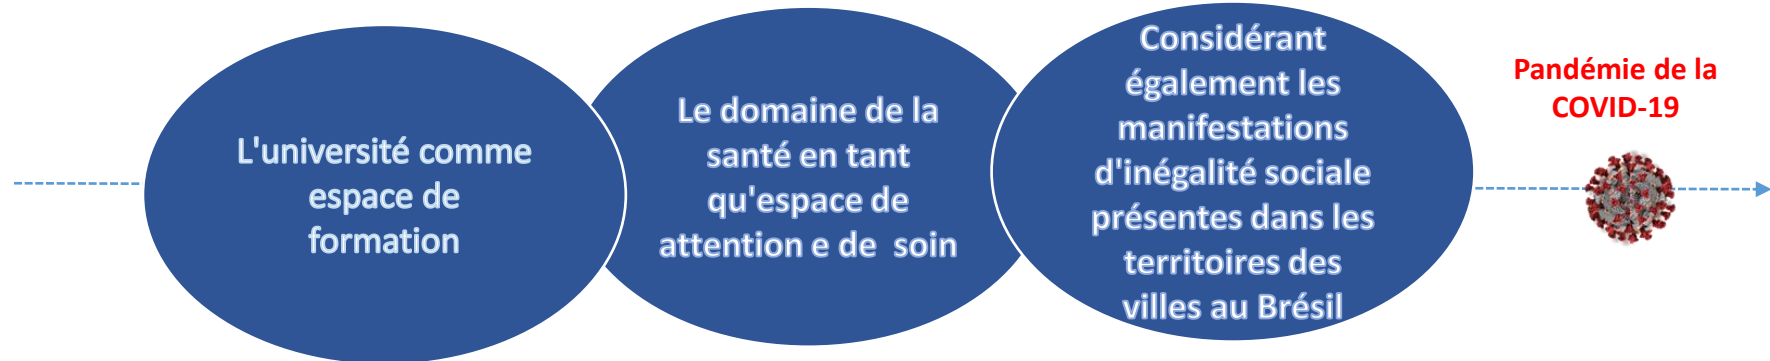 L'université comme
espace de
formation
Le domaine de la
santé en tant
qu'espace de
attention e de  soin
Considérant
également les
manifestations
d'inégalité sociale
présentes dans les
territoires des
villes au Brésil
Pandémie de la
COVID-19